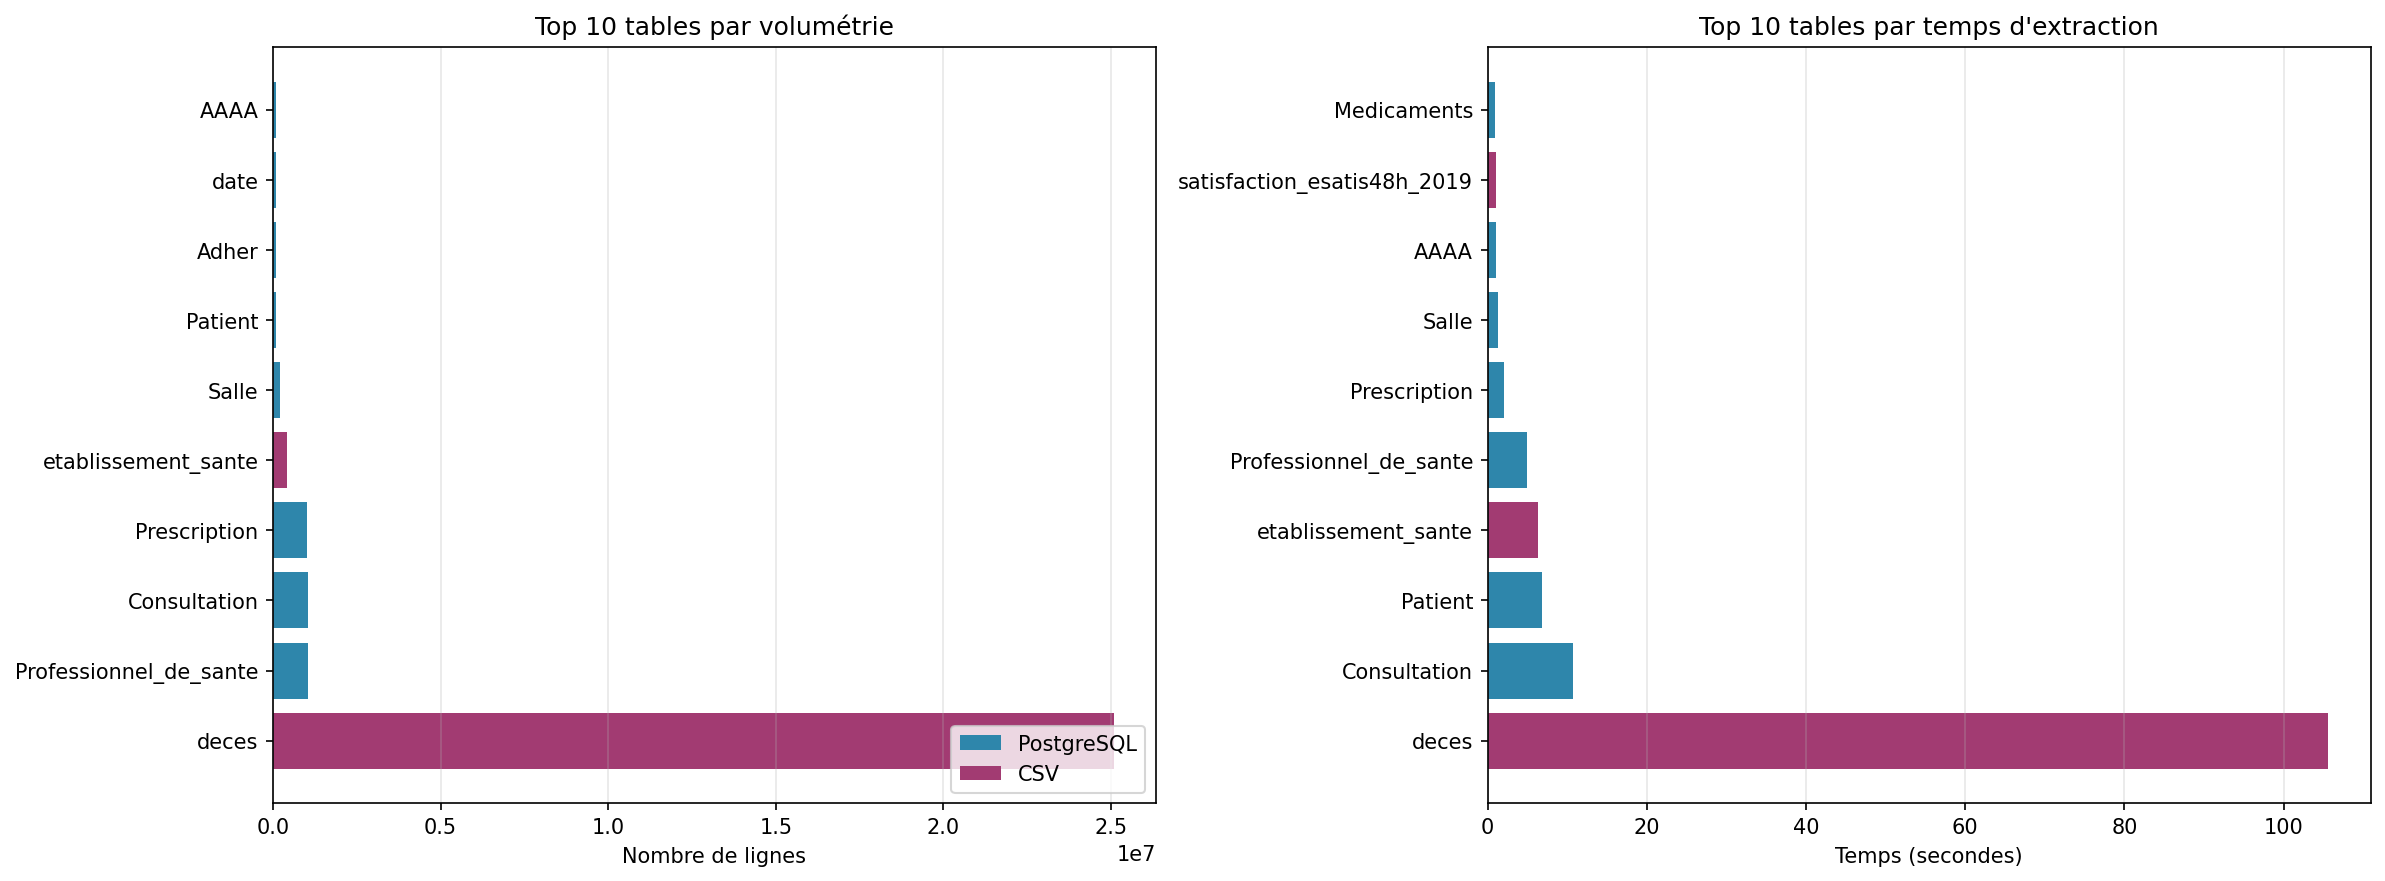 Top 10 tables par volumétrie
AAAA
date
Adher
Patient
Salle
etablissement_sante
Prescription
Consultation
Professionnel_de_sante
deces
PostgreSQL
CSV
0.0 0.5 1.0 1.5 2.0 2.5
1e7
Nombre de lignes
Top 10 tables par temps d'extraction
Medicaments
satisfaction_esatis48h_2019
AAAA
Salle
Prescription
Professionnel_de_sante
etablissement_sante
Patient
Consultation
deces
0 20 40 60 80 100
Temps (secondes)